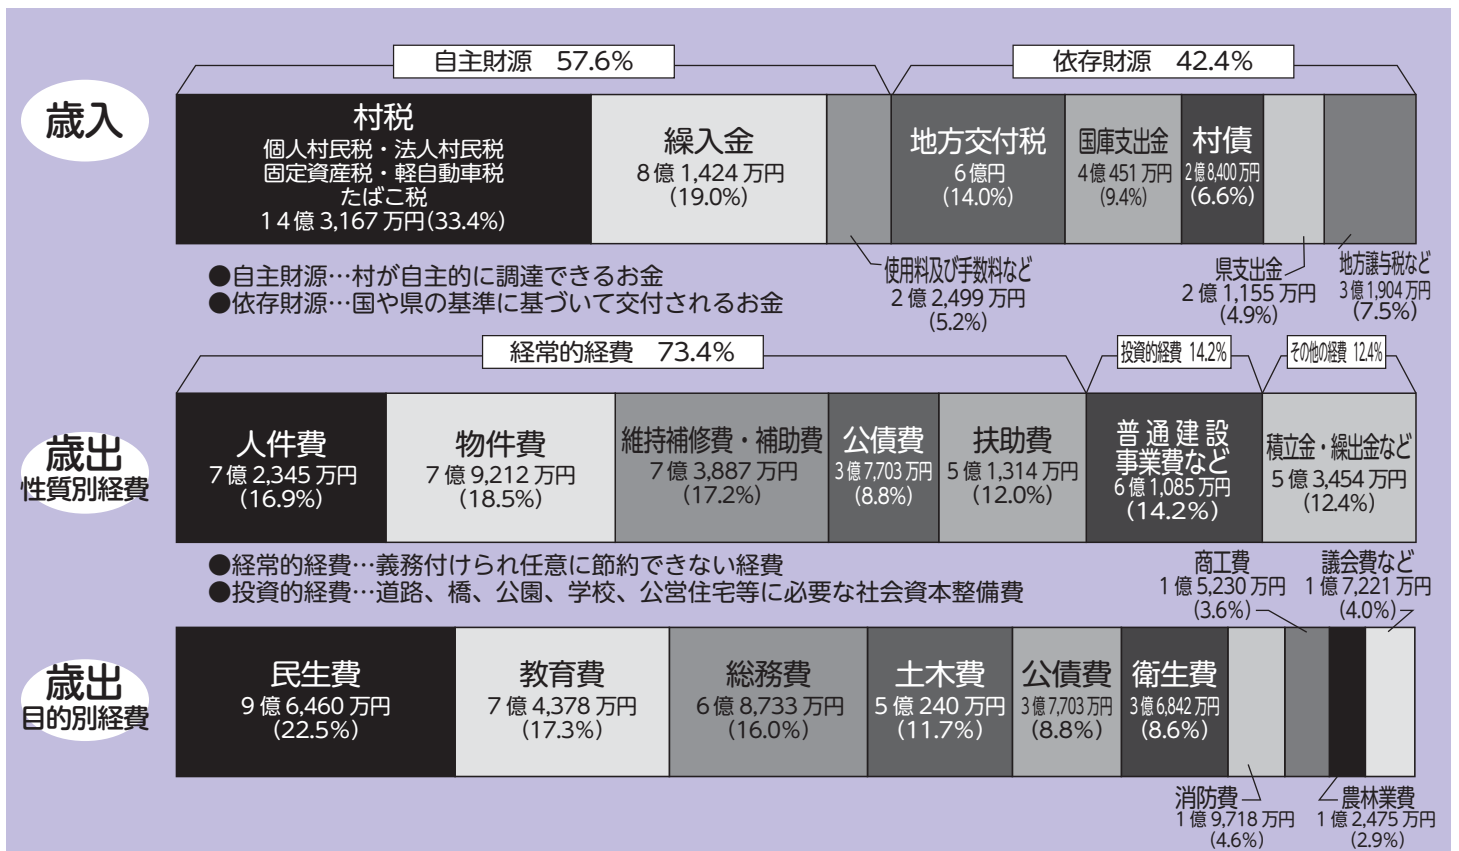 自主財源 57.6%
依存財源 42.4%
歳入
村税
個人村民税・法人村民税
固定資産税・軽自動車税
たばこ税
14億3,167万円(33.4%)
繰入金
8億1,424万円
(19.0%)
使用料及び手数料など
2億2,499万円
(5.2%)
地方交付税
6億円
(14.0%)
国庫支出金
4億451万円
(9.4%)
村債
2億8,400万円
(6.6%)
県支出金
2億1,155万円
(4.9%)
地方譲与税など
3億1,904万円
(7.5%)
●自主財源…村が自主的に調達できるお金
●依存財源…国や県の基準に基づいて交付されるお金
経常的経費 73.4%
投資的経費 14.2%
その他の経費 12.4%
歳出
性質別経費
人件費
7億2,345万円
(16.9%)
物件費
7億9,212万円
(18.5%)
維持補修費・補助費
7億3,887万円
(17.2%)
公債費
3億7,703万円
(8.8%)
扶助費
5億1,314万円
(12.0%)
普通建設
事業費など
6億1,085万円
(14.2%)
積立金・繰出金など
5億3,454万円
(12.4%)
●経常的経費…義務付けられ任意に節約できない経費
●投資的経費…道路、橋、公園、学校、公営住宅等に必要な社会資本整備費
歳出
目的別経費
民生費
9億6,460万円
(22.5%)
教育費
7億4,378万円
(17.3%)
総務費
6億8,733万円
(16.0%)
土木費
5億240万円
(11.7%)
公債費
3億7,703万円
(8.8%)
衛生費
3億6,842万円
(8.6%)
消防費
1億9,718万円
(4.6%)
商工費
1億5,230万円
(3.6%)
農林業費
1億2,475万円
(2.9%)
議会費など
1億7,221万円
(4.0%)